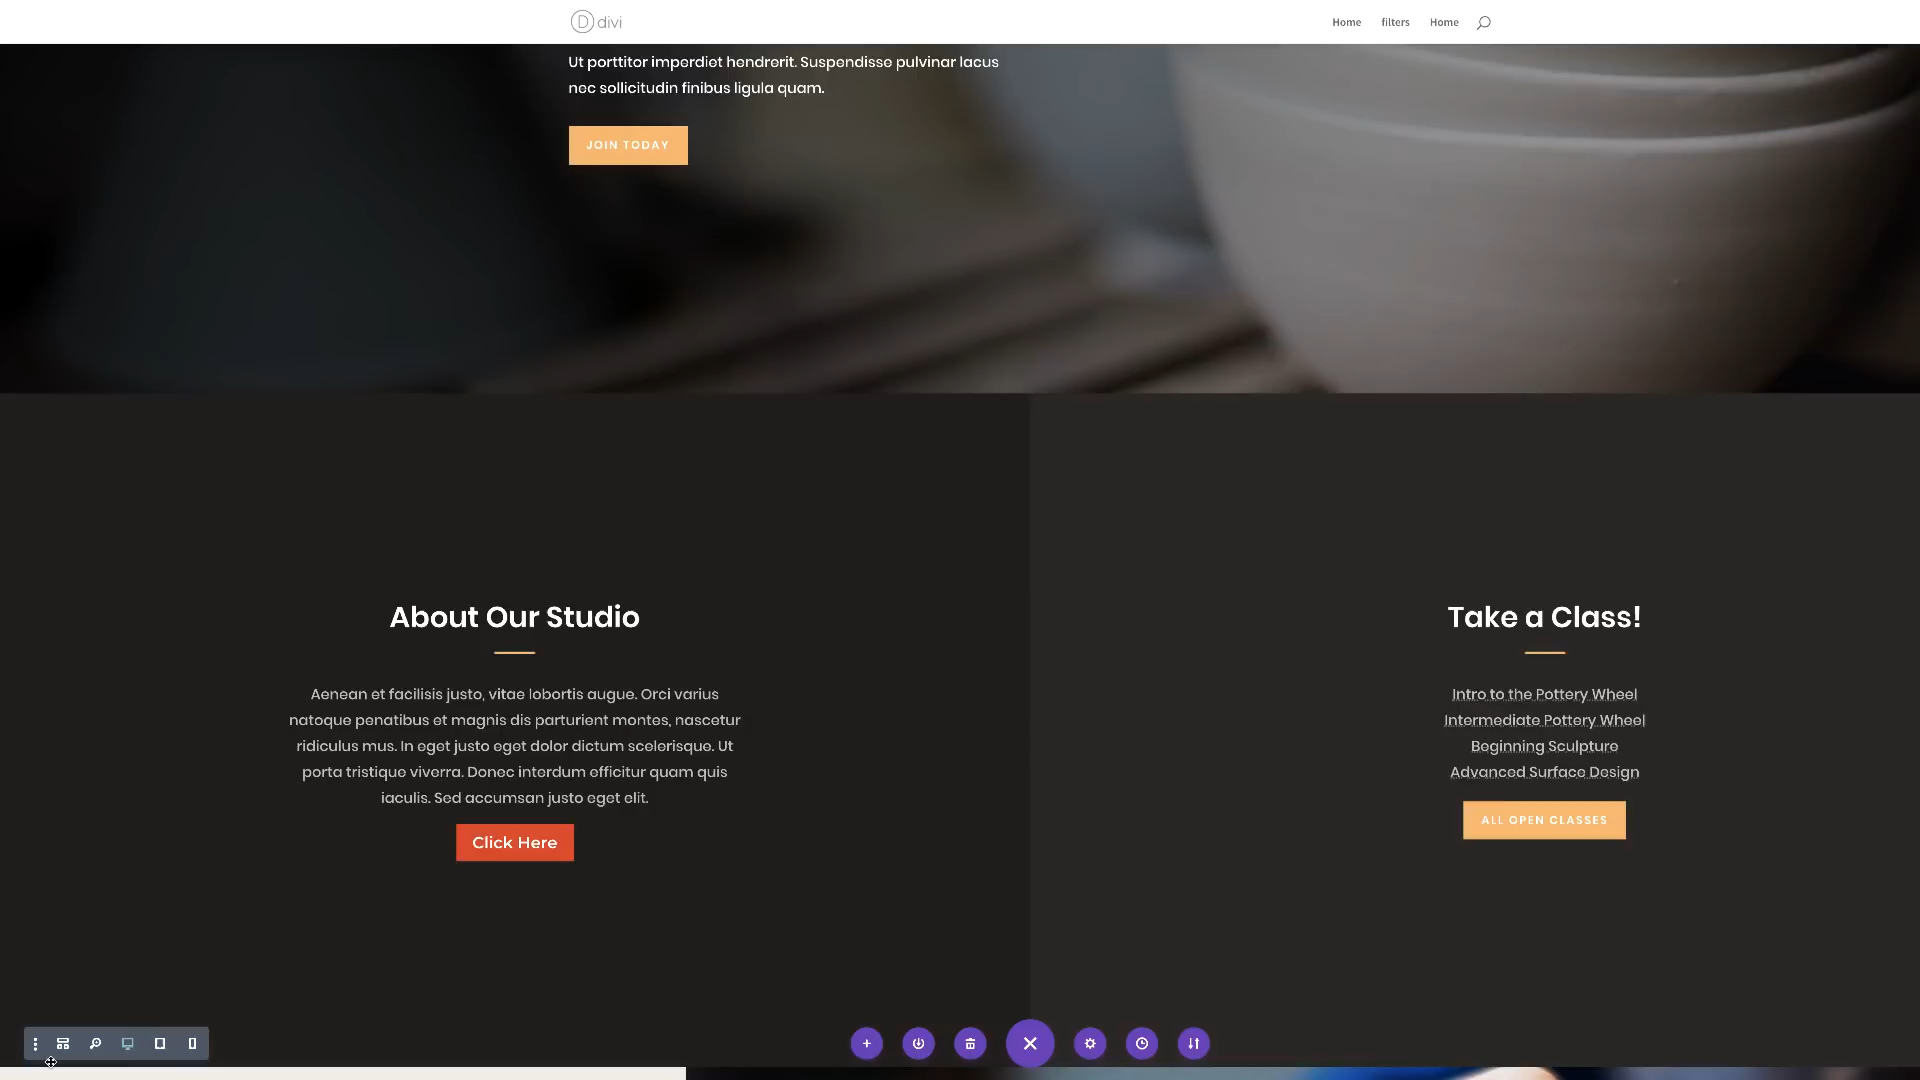 divi
Home filters Home
Ut porttitor imperdiet hendrerit. Suspendisse pulvinar lacus
nec sollicitudin finibus ligula quam.
JOIN TODAY
About Our Studio
Aenean et facilisis justo, vitae lobortis augue. Orci varius
natoque penatibus et magnis dis parturient montes, nascetur
ridiculus mus. In eget justo eget dolor dictum scelerisque. Ut
porta tristique viverra. Donec interdum efficitur quam quis
iaculis. Sed accumsan justo eget elit.
Click Here
Take a Class!
Intro to the Pottery Wheel
Intermediate Pottery Wheel
Beginning Sculpture
Advanced Surface Design
ALL OPEN CLASSES